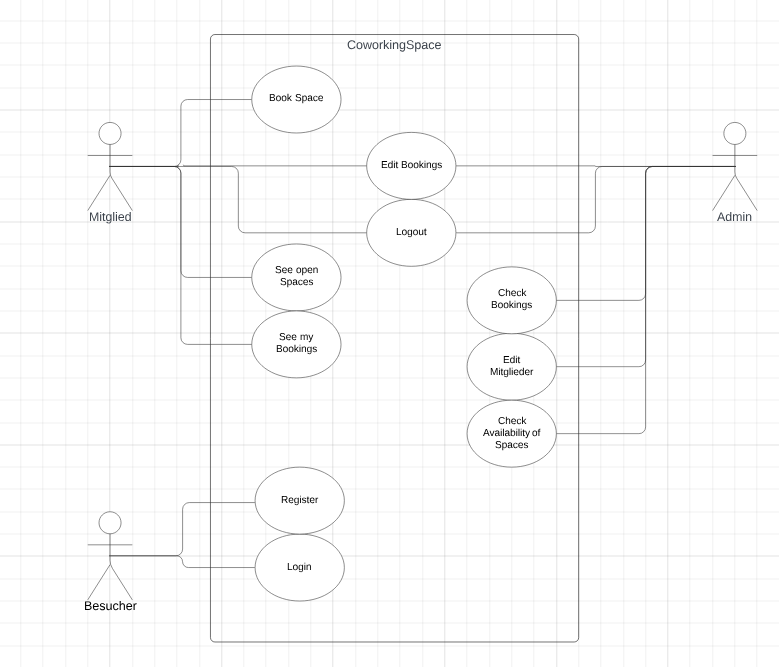 CoworkingSpace
Book Space
Edit Bookings
Mitglied
Admin
Logout
See open
Spaces
Check
Bookings
See my
Bookings
Edit
Mitglieder
Check
Availability of
Spaces
Register
Login
Besucher